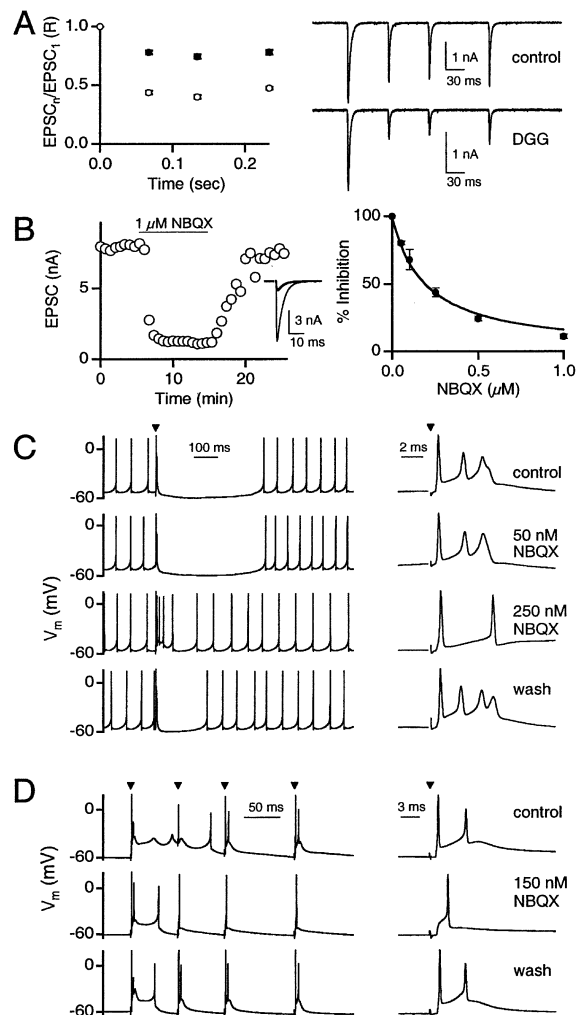 A
EPSCn/EPSC1 (R)
1.0
0.5
0.0
0.0
0.1
0.2
Time (sec)
1 nA
30 ms
control
1 nA
30 ms
DGG
B
1 µM NBQX
EPSC (nA)
5
0
0
10
20
Time (min)
3 nA
10 ms
% Inhibition
100
50
0
0.0
0.5
1.0
NBQX (µM)
C
Vm (mV)
0
-60
100 ms
2 ms
control
0
-60
50 nM
NBQX
0
-60
250 nM
NBQX
0
-60
wash
D
Vm (mV)
0
-60
50 ms
3 ms
control
0
-60
150 nM
NBQX
0
-60
wash